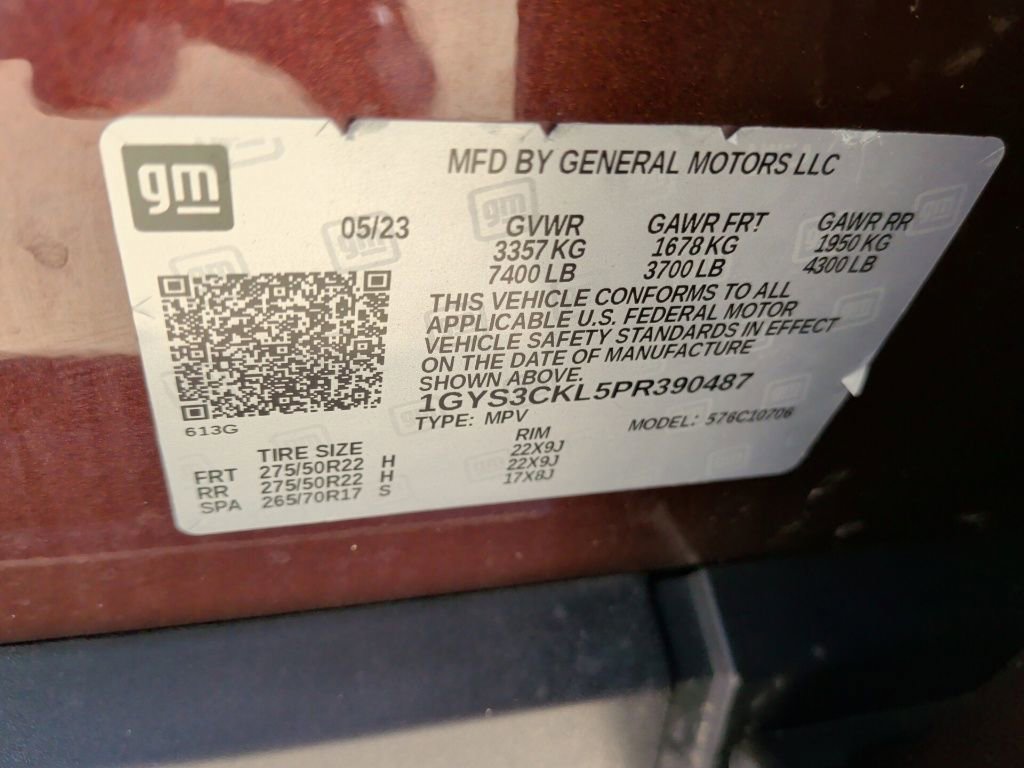 gm
MFD BY GENERAL MOTORS LLC
05/23 GVWR GAWR FRT GAWR RR
3357 KG 1678 KG 1950 KG
7400 LB 3700 LB 4300 LB
THIS VEHICLE CONFORMS TO ALL
APPLICABLE U.S. FEDERAL MOTOR
VEHICLE SAFETY STANDARDS IN EFFECT
ON THE DATE OF MANUFACTURE
SHOWN ABOVE.
1GYS3CKL5PR390487
TYPE: MPV MODEL: 576C10706
613G
TIRE SIZE RIM
FRT 275/50R22 H 22X9J
RR 275/50R22 H 22X9J
SPA 265/70R17 S 17X8J